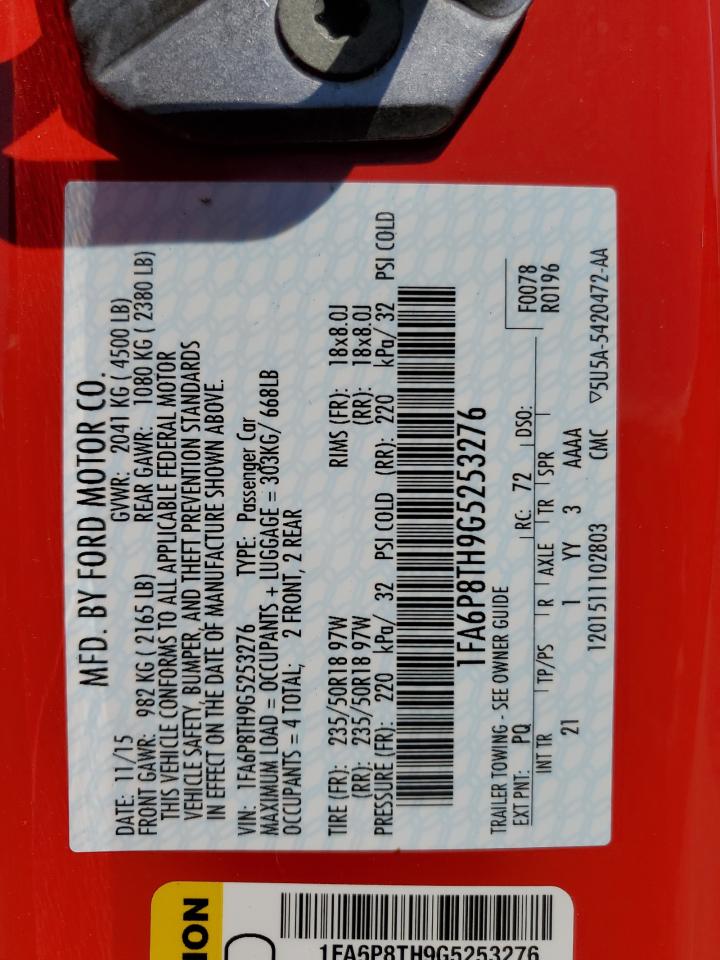 MFD. BY FORD MOTOR CO.
DATE: 11/15 GVWR: 2041 KG ( 4500 LB)
FRONT GAWR: 982 KG ( 2165 LB) REAR GAWR: 1080 KG ( 2380 LB)
THIS VEHICLE CONFORMS TO ALL APPLICABLE FEDERAL MOTOR
VEHICLE SAFETY, BUMPER, AND THEFT PREVENTION STANDARDS
IN EFFECT ON THE DATE OF MANUFACTURE SHOWN ABOVE.
VIN: 1FA6P8TH9G5253276 TYPE: Passenger Car
MAXIMUM LOAD = OCCUPANTS + LUGGAGE = 303KG/ 668LB
OCCUPANTS = 4 TOTAL; 2 FRONT, 2 REAR
TIRE (FR): 235/50R18 97W RIMS (FR): 18x8.0J
(RR): 235/50R18 97W (RR): 18x8.0J
PRESSURE (FR): 220 kPa/ 32 PSI COLD (RR): 220 kPa/ 32 PSI COLD
1FA6P8TH9G5253276
TRAILER TOWING - SEE OWNER GUIDE
EXT PNT: PQ RC: 72 DSO: F0078
R0196
INT TR TP/PS R AXLE TR SPR
21 1 YY 3 AAAA
1201511102803 CMC ▽5U5A-5420472-AA
ION
1FA6P8TH9G5253276